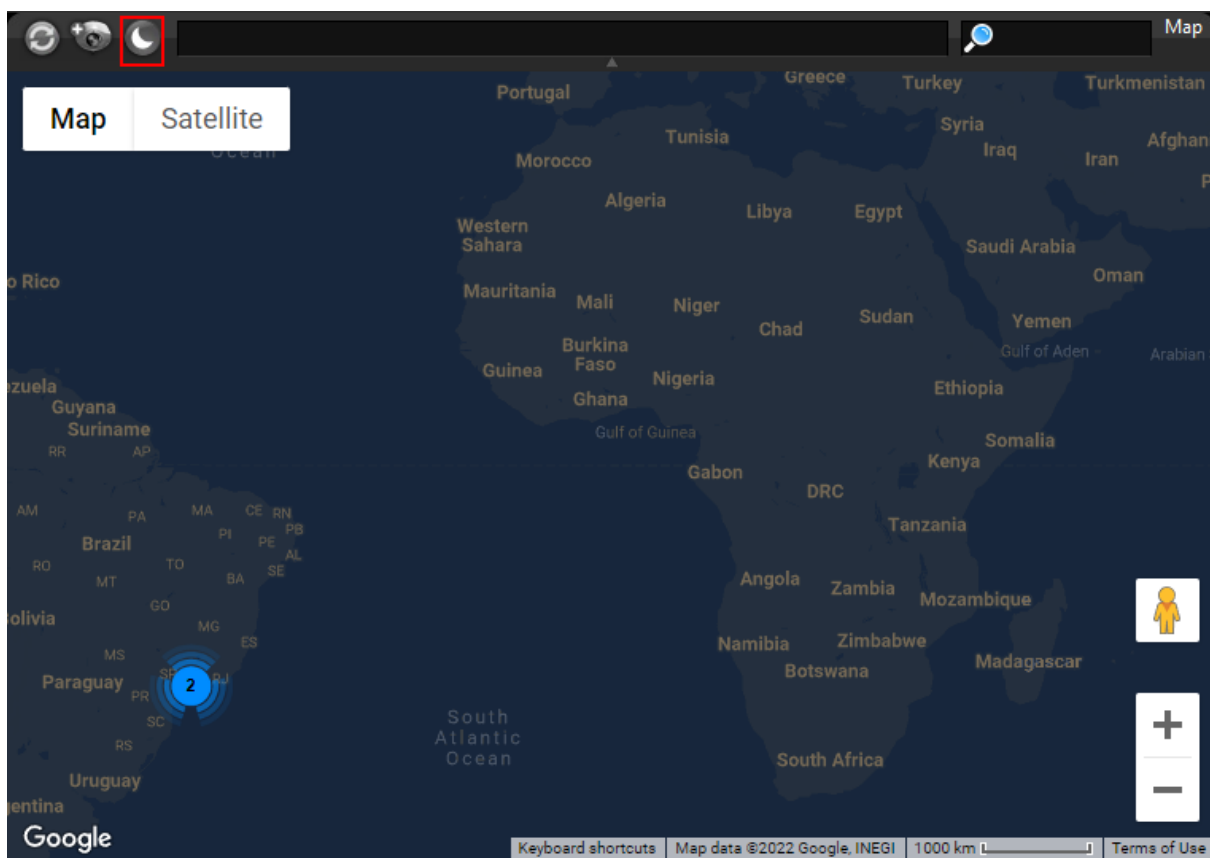 Map
Map
Satellite
Ocean
Greece
Turkey
Turkmenistan
Portugal
Syria
Tunisia
Iraq
Iran
Afghan
Morocco
P
Algeria
Libya
Egypt
Western
Sahara
Saudi Arabia
o Rico
Oman
Mauritania
Mali
Niger
Sudan
Chad
Yemen
Burkina
Faso
Gulf of Aden
Arabian
Guinea
Nigeria
ezuela
Ethiopia
Guyana
Ghana
Suriname
Gulf of Guinea
Somalia
RR
AP
Kenya
Gabon
DRC
AM
PA
MA
CE
RN
Tanzania
PI
PB
Brazil
PE
AL
RO
TO
SE
MT
BA
Angola
Zambia
Mozambique
GO
olivia
MG
ES
Namibia
Zimbabwe
MS
Madagascar
Botswana
SP
RJ
Paraguay
2
PR
SC
South
Atlantic
Ocean
RS
South Africa
Uruguay
gentina
Google
Keyboard shortcuts
Map data ©2022 Google, INEGI
1000 km
Terms of Use